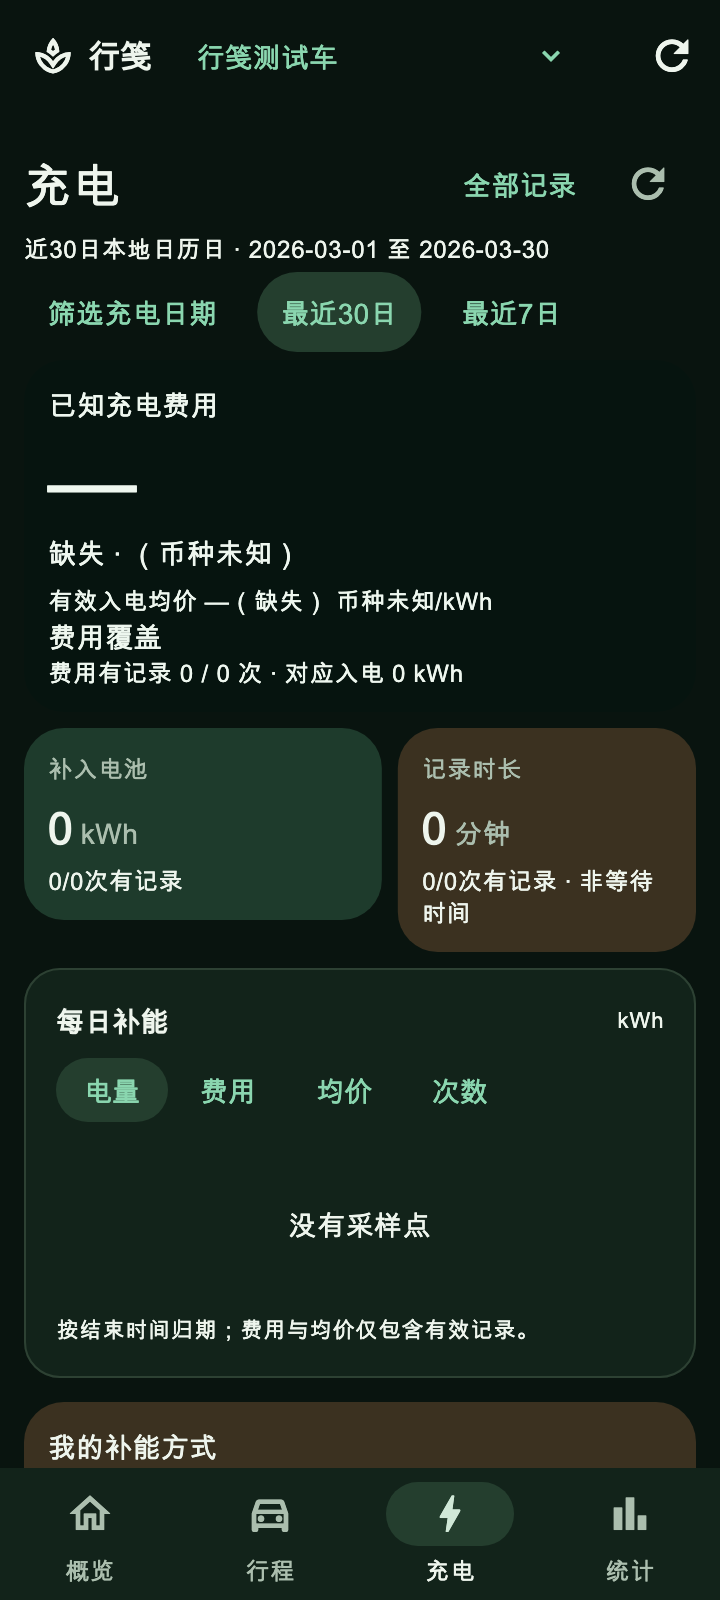 行笺 行笺测试车
充电 全部记录
近30日本地日历日 · 2026-03-01 至 2026-03-30
筛选充电日期 最近30日 最近7日
已知充电费用
—
缺失 ·（币种未知）
有效入电均价 —（缺失） 币种未知/kWh
费用覆盖
费用有记录 0 / 0 次 · 对应入电 0 kWh
补入电池
0 kWh
0/0次有记录
记录时长
0 分钟
0/0次有记录 · 非等待
时间
每日补能 kWh
电量 费用 均价 次数
没有采样点
按结束时间归期；费用与均价仅包含有效记录。
我的补能方式
概览 行程 充电 统计